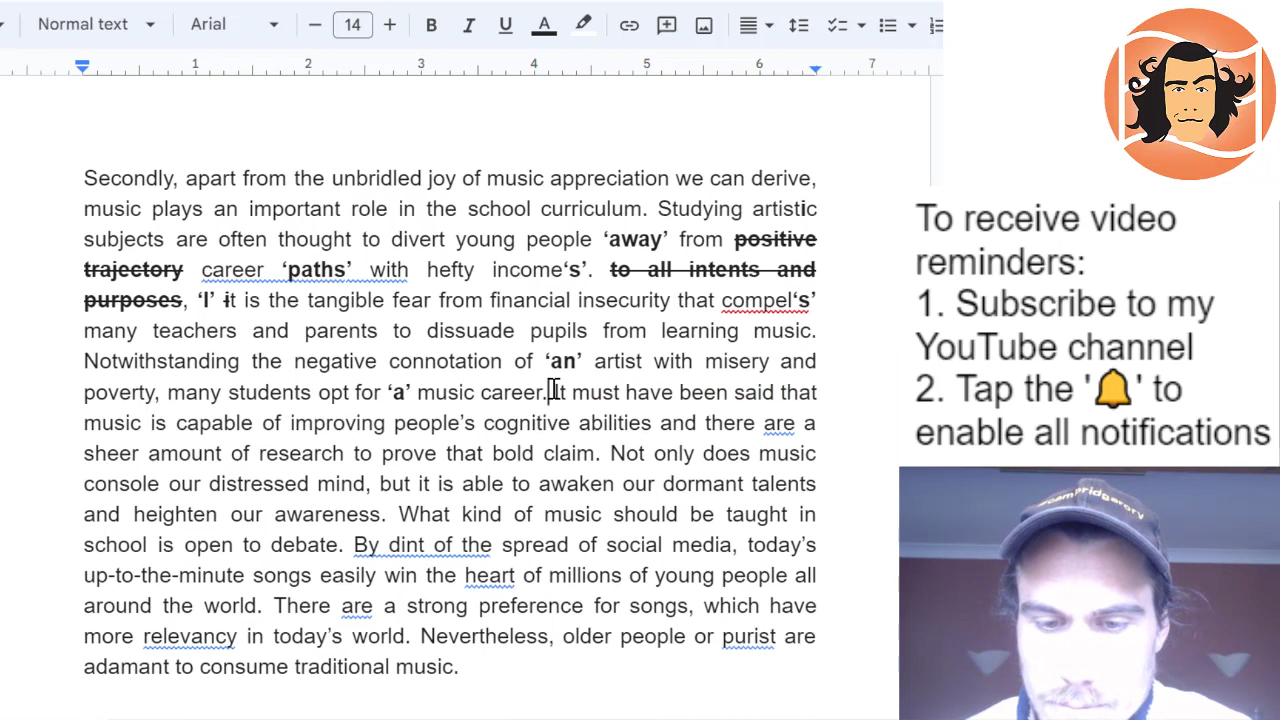 Normal text Arial − 14 + B I U A
1 2 3 4 5 6 7
Secondly, apart from the unbridled joy of music appreciation we can derive,
music plays an important role in the school curriculum. Studying artistic
subjects are often thought to divert young people ‘away’ from positive
trajectory career ‘paths’ with hefty income‘s’. to all intents and
purposes, ‘I’ it is the tangible fear from financial insecurity that compel‘s’
many teachers and parents to dissuade pupils from learning music.
Notwithstanding the negative connotation of ‘an’ artist with misery and
poverty, many students opt for ‘a’ music career. It must have been said that
music is capable of improving people’s cognitive abilities and there are a
sheer amount of research to prove that bold claim. Not only does music
console our distressed mind, but it is able to awaken our dormant talents
and heighten our awareness. What kind of music should be taught in
school is open to debate. By dint of the spread of social media, today’s
up-to-the-minute songs easily win the heart of millions of young people all
around the world. There are a strong preference for songs, which have
more relevancy in today’s world. Nevertheless, older people or purist are
adamant to consume traditional music.
To receive video
reminders:
1. Subscribe to my
YouTube channel
2. Tap the '🔔' to
enable all notifications